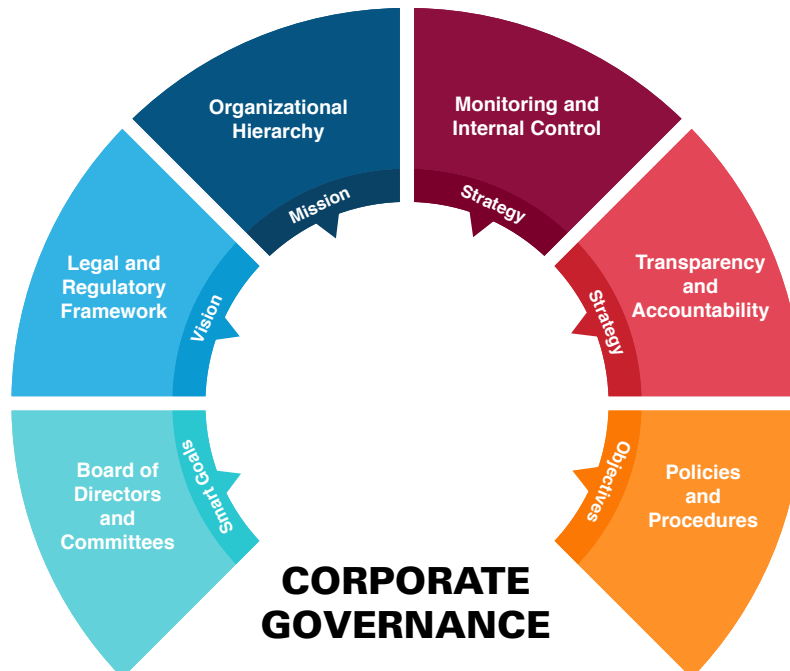 Organizational
Hierarchy
Mission
Monitoring and
Internal Control
Strategy
Legal and
Regulatory
Framework
Vision
Transparency
and
Accountability
Strategy
Board of
Directors
and
Committees
Smart Goals
Policies
and
Procedures
Objectives
CORPORATE
GOVERNANCE